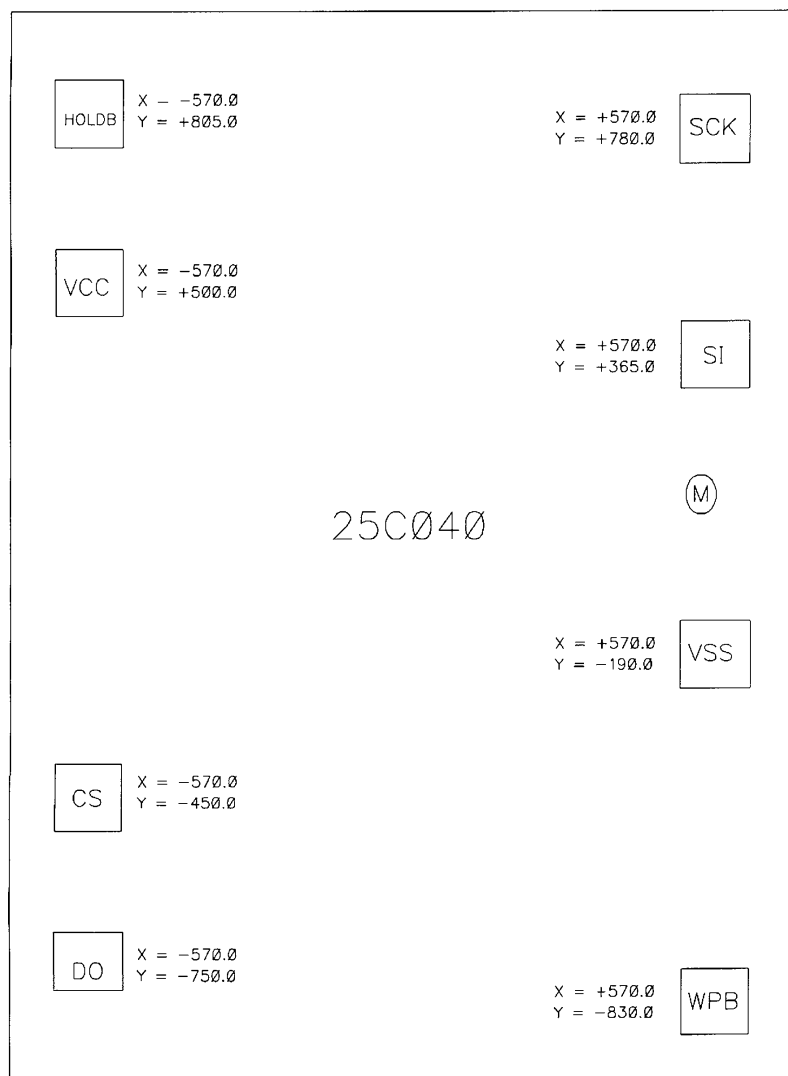 HOLDB
X - -570.0
Y = +805.0
X = +570.0
Y = +780.0
SCK
VCC
X = -570.0
Y = +500.0
X = +570.0
Y = +365.0
SI
M
25C040
X = +570.0
Y = -190.0
VSS
CS
X = -570.0
Y = -450.0
DO
X = -570.0
Y = -750.0
X = +570.0
Y = -830.0
WPB